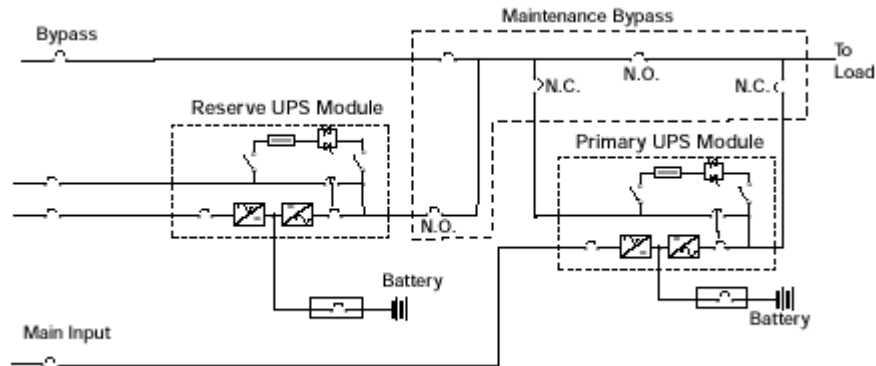 Maintenance Bypass
Bypass
To
Load
N.C.
N.O.
N.C.
Reserve UPS Module
Primary UPS Module
N.O.
Battery
Battery
Main Input